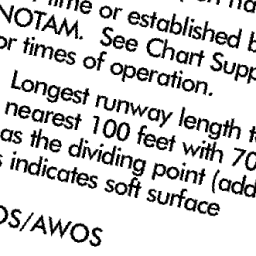 time or established b
NOTAM. See Chart Supp
or times of operation.
Longest runway length t
nearest 100 feet with 70
as the dividing point (add
s indicates soft surface
OS/AWOS